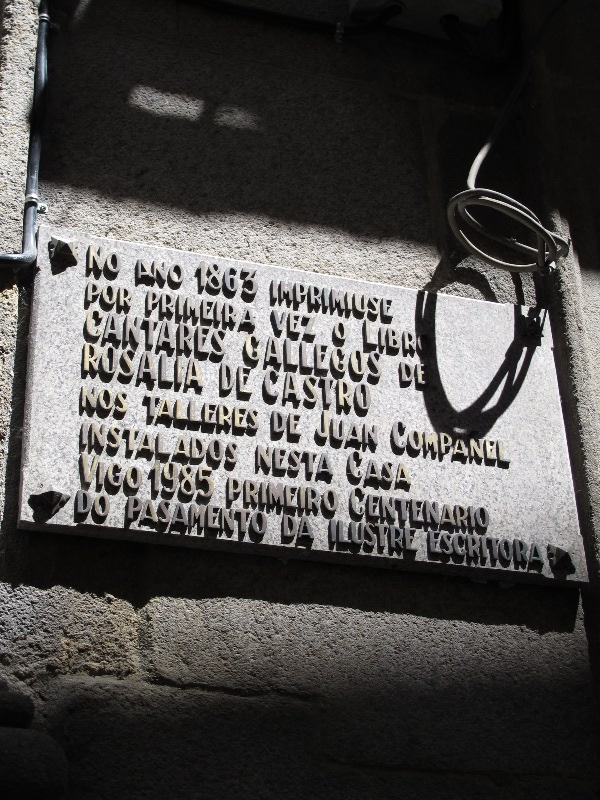 NO ANO 1863 IMPRIMIUSE
POR PRIMEIRA VEZ O LIBRO
CANTARES GALLEGOS DE
ROSALIA DE CASTRO
NOS TALLERES DE JUAN COMPANEL
INSTALADOS NESTA CASA
VIGO 1985 PRIMEIRO CENTENARIO
DO PASAMENTO DA ILUSTRE ESCRITORA